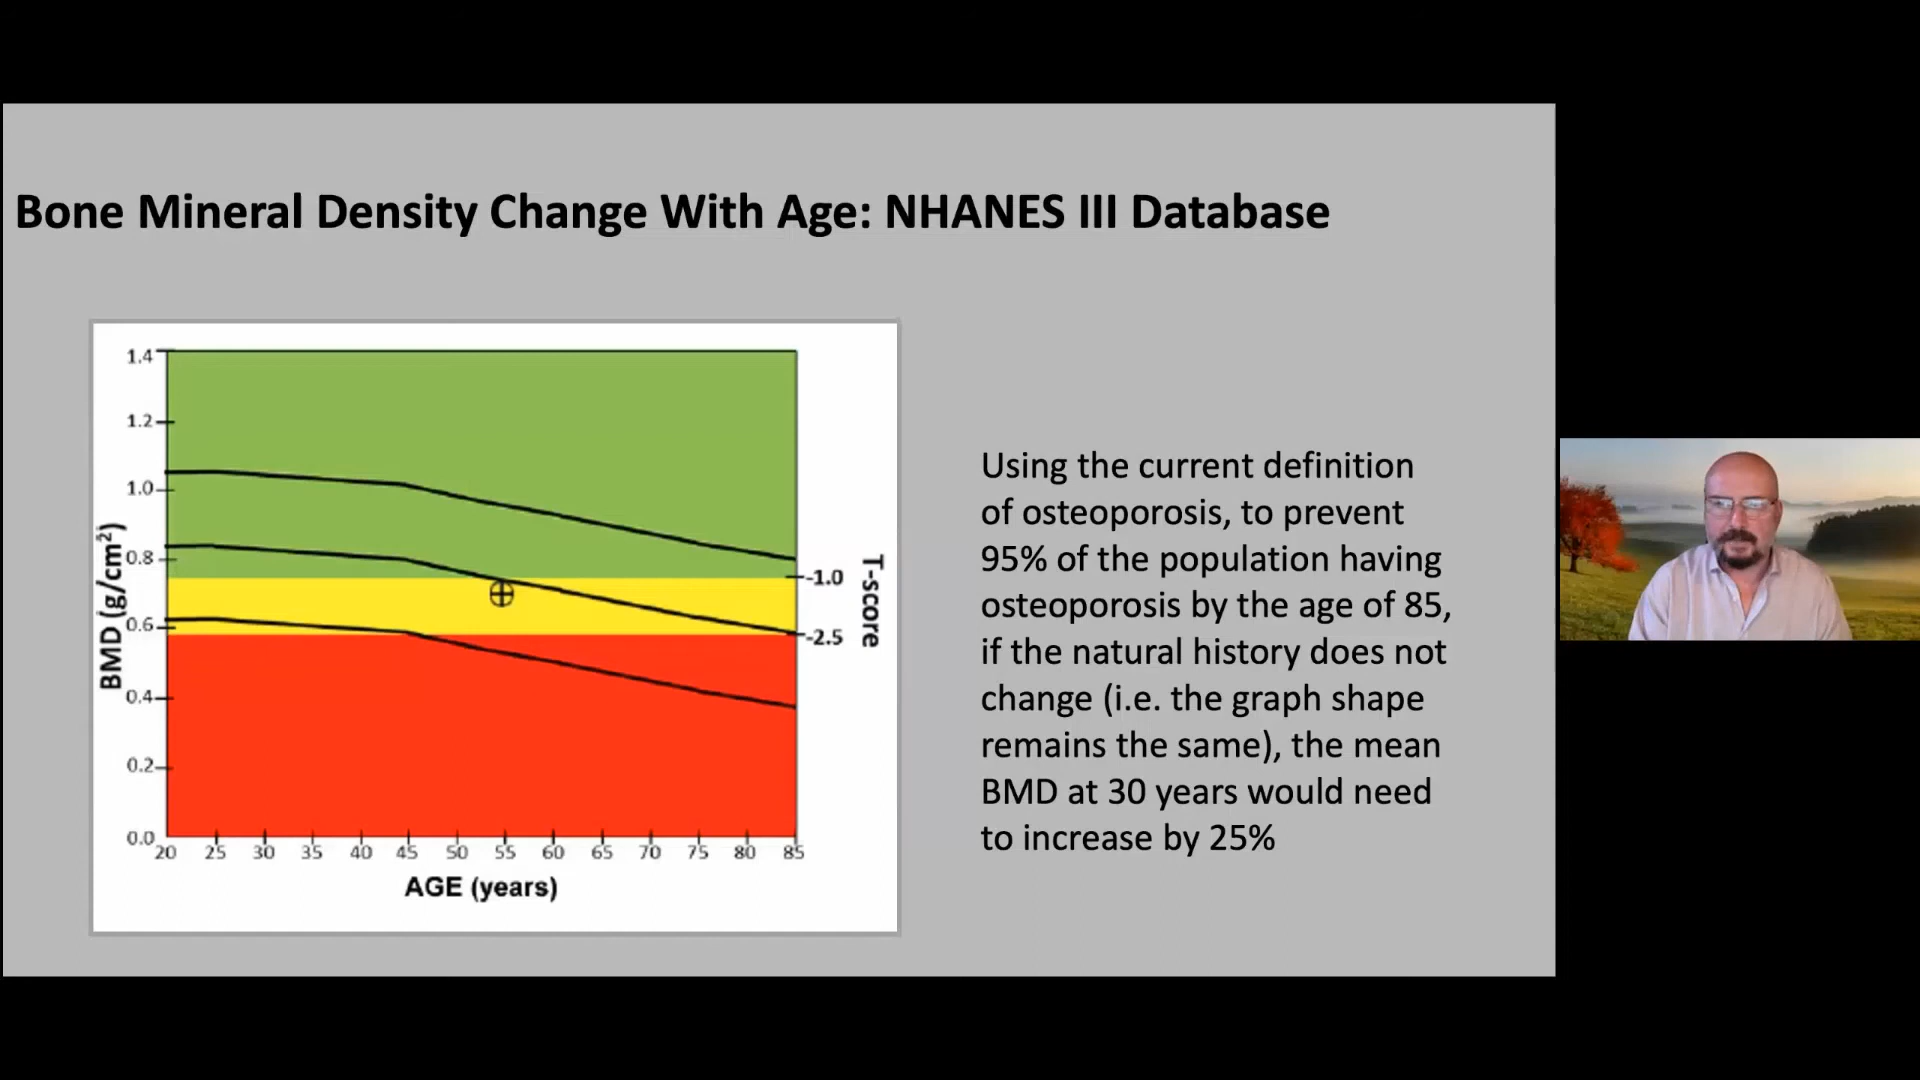 Bone Mineral Density Change With Age: NHANES III Database
1.4
1.2
1.0
0.8
0.6
0.4
0.2
0.0
BMD (g/cm²)
20 25 30 35 40 45 50 55 60 65 70 75 80 85
AGE (years)
-1.0
-2.5
T-score
Using the current definition
of osteoporosis, to prevent
95% of the population having
osteoporosis by the age of 85,
if the natural history does not
change (i.e. the graph shape
remains the same), the mean
BMD at 30 years would need
to increase by 25%